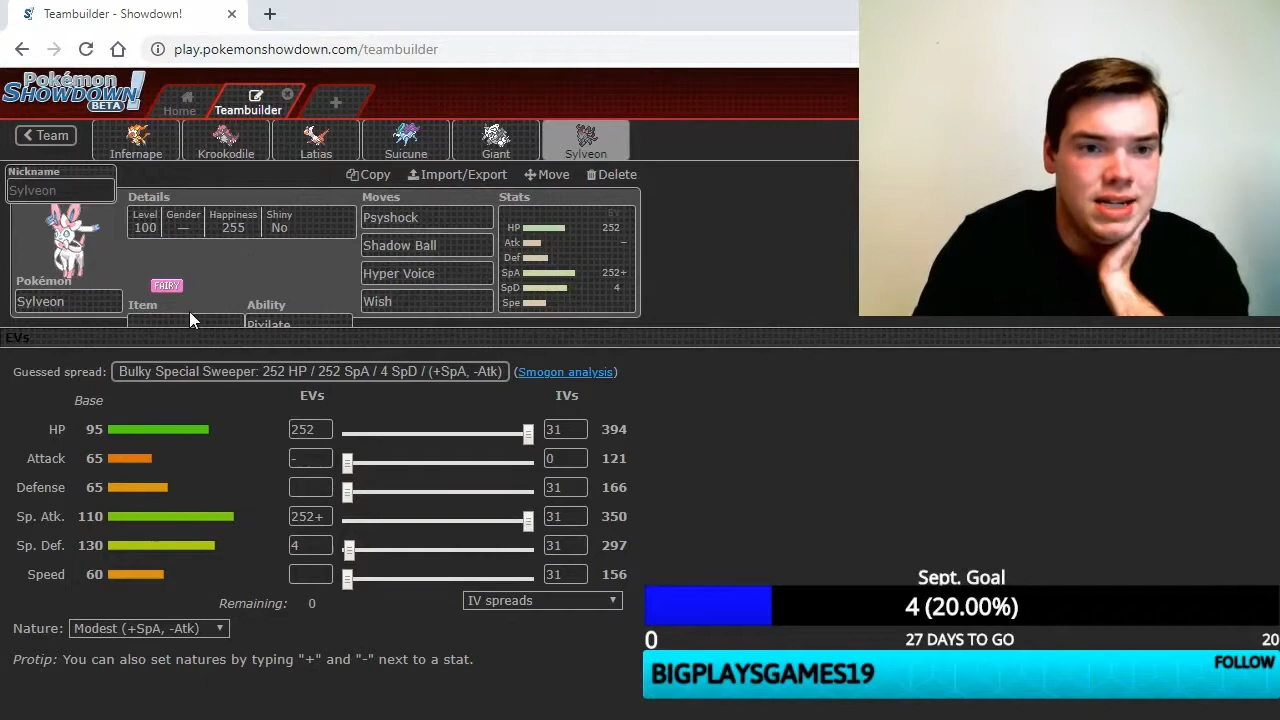 Teambuilder - Showdown!
play.pokemonshowdown.com/teambuilder
Pokémon
SHOWDOWN!
BETA
Home
Teambuilder
Team
Infernape
Krookodile
Latias
Suicune
Giant
Sylveon
Copy
Import/Export
Move
Delete
Nickname
Sylveon
Details
Level
Gender
Happiness
Shiny
100
—
255
No
FAIRY
Pokémon
Sylveon
Item
Ability
Pixilate
Moves
Psyshock
Shadow Ball
Hyper Voice
Wish
Stats
EV
HP 252
Atk –
Def
SpA 252+
SpD 4
Spe
EVs
Guessed spread: Bulky Special Sweeper: 252 HP / 252 SpA / 4 SpD / (+SpA, -Atk) (Smogon analysis)
Base EVs IVs
HP 95 252 31 394
Attack 65 - 0 121
Defense 65 31 166
Sp. Atk. 110 252+ 31 350
Sp. Def. 130 4 31 297
Speed 60 31 156
Remaining: 0 IV spreads
Nature: Modest (+SpA, -Atk)
Protip: You can also set natures by typing "+" and "-" next to a stat.
Sept. Goal
4 (20.00%)
0 27 DAYS TO GO 20
BIGPLAYSGAMES19 FOLLOW